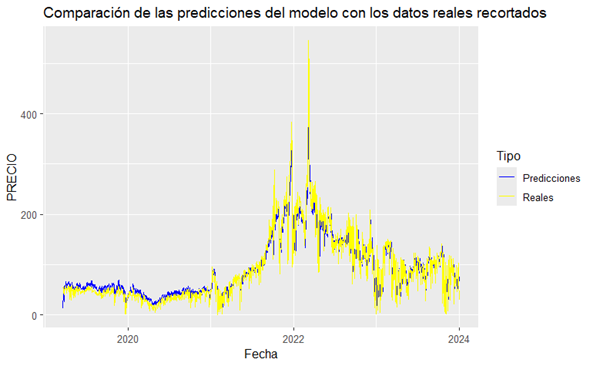 Comparación de las predicciones del modelo con los datos reales recortados
PRECIO
400
200
0
2020
2022
2024
Fecha
Tipo
Predicciones
Reales